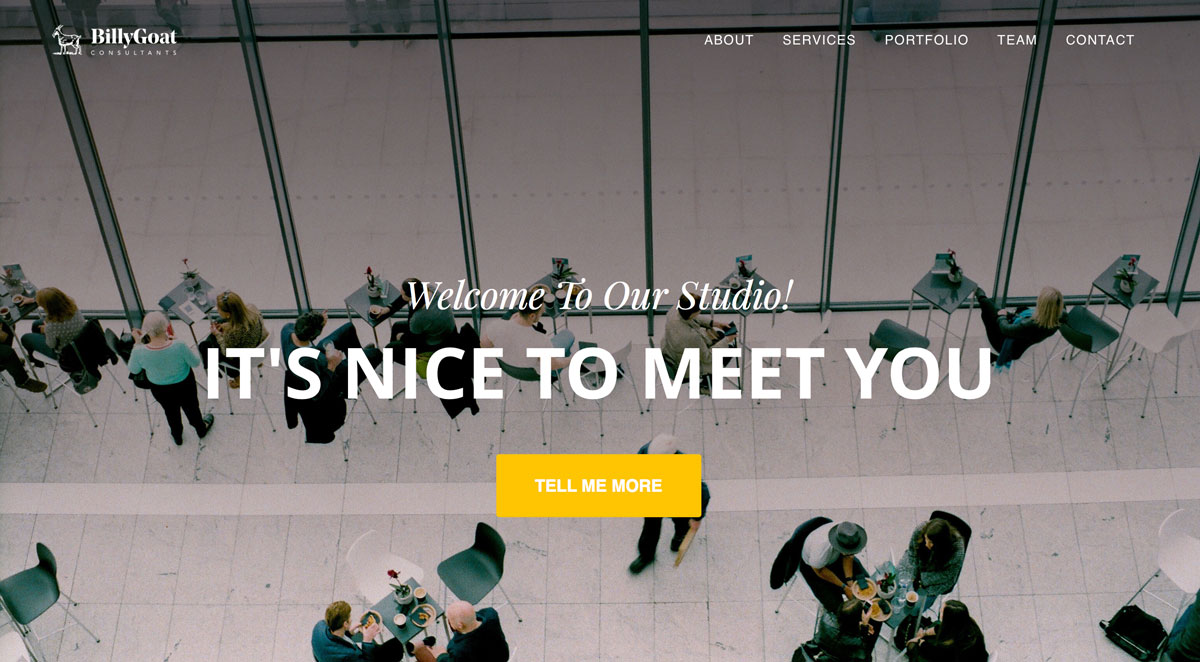 BillyGoat
CONSULTANTS
ABOUT SERVICES PORTFOLIO TEAM CONTACT
Welcome To Our Studio!
IT'S NICE TO MEET YOU
TELL ME MORE